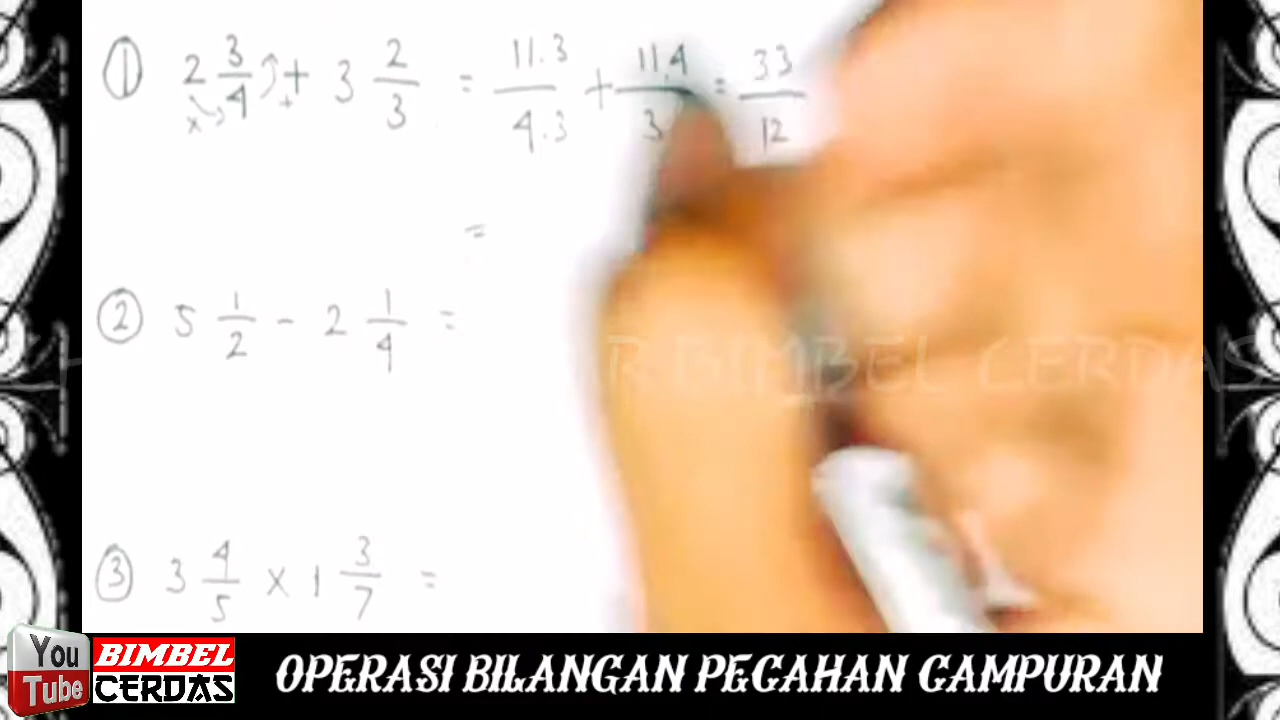 ① 2 3/4 + 3 2/3 = 11.3/4.3 + 11.4/3 = 33/12
=
② 5 1/2 - 2 1/4 =
R BIMBEL CERDAS
③ 3 4/5 x 1 3/7 =
You Tube BIMBEL CERDAS
OPERASI BILANGAN PECAHAN CAMPURAN